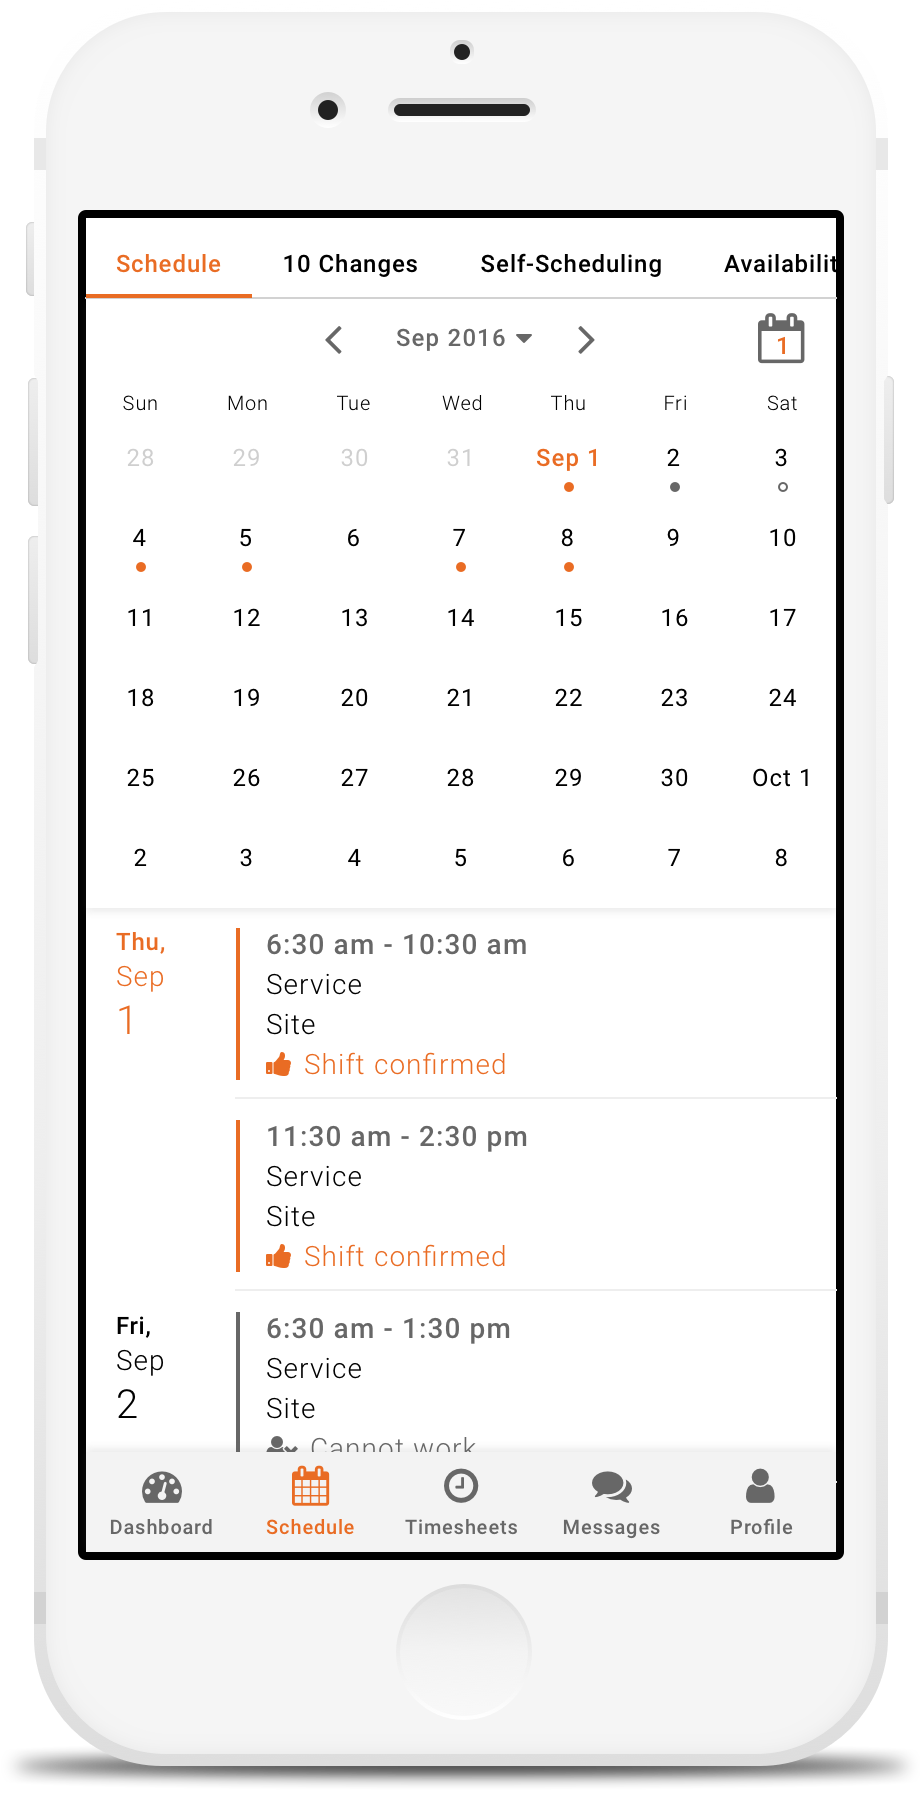 Schedule 10 Changes Self-Scheduling Availabilit
Sep 2016
1
Sun Mon Tue Wed Thu Fri Sat
28 29 30 31 Sep 1 2 3
4 5 6 7 8 9 10
11 12 13 14 15 16 17
18 19 20 21 22 23 24
25 26 27 28 29 30 Oct 1
2 3 4 5 6 7 8
Thu,
Sep
1
6:30 am - 10:30 am
Service
Site
Shift confirmed
11:30 am - 2:30 pm
Service
Site
Shift confirmed
Fri,
Sep
2
6:30 am - 1:30 pm
Service
Site
Cannot work
Dashboard Schedule Timesheets Messages Profile